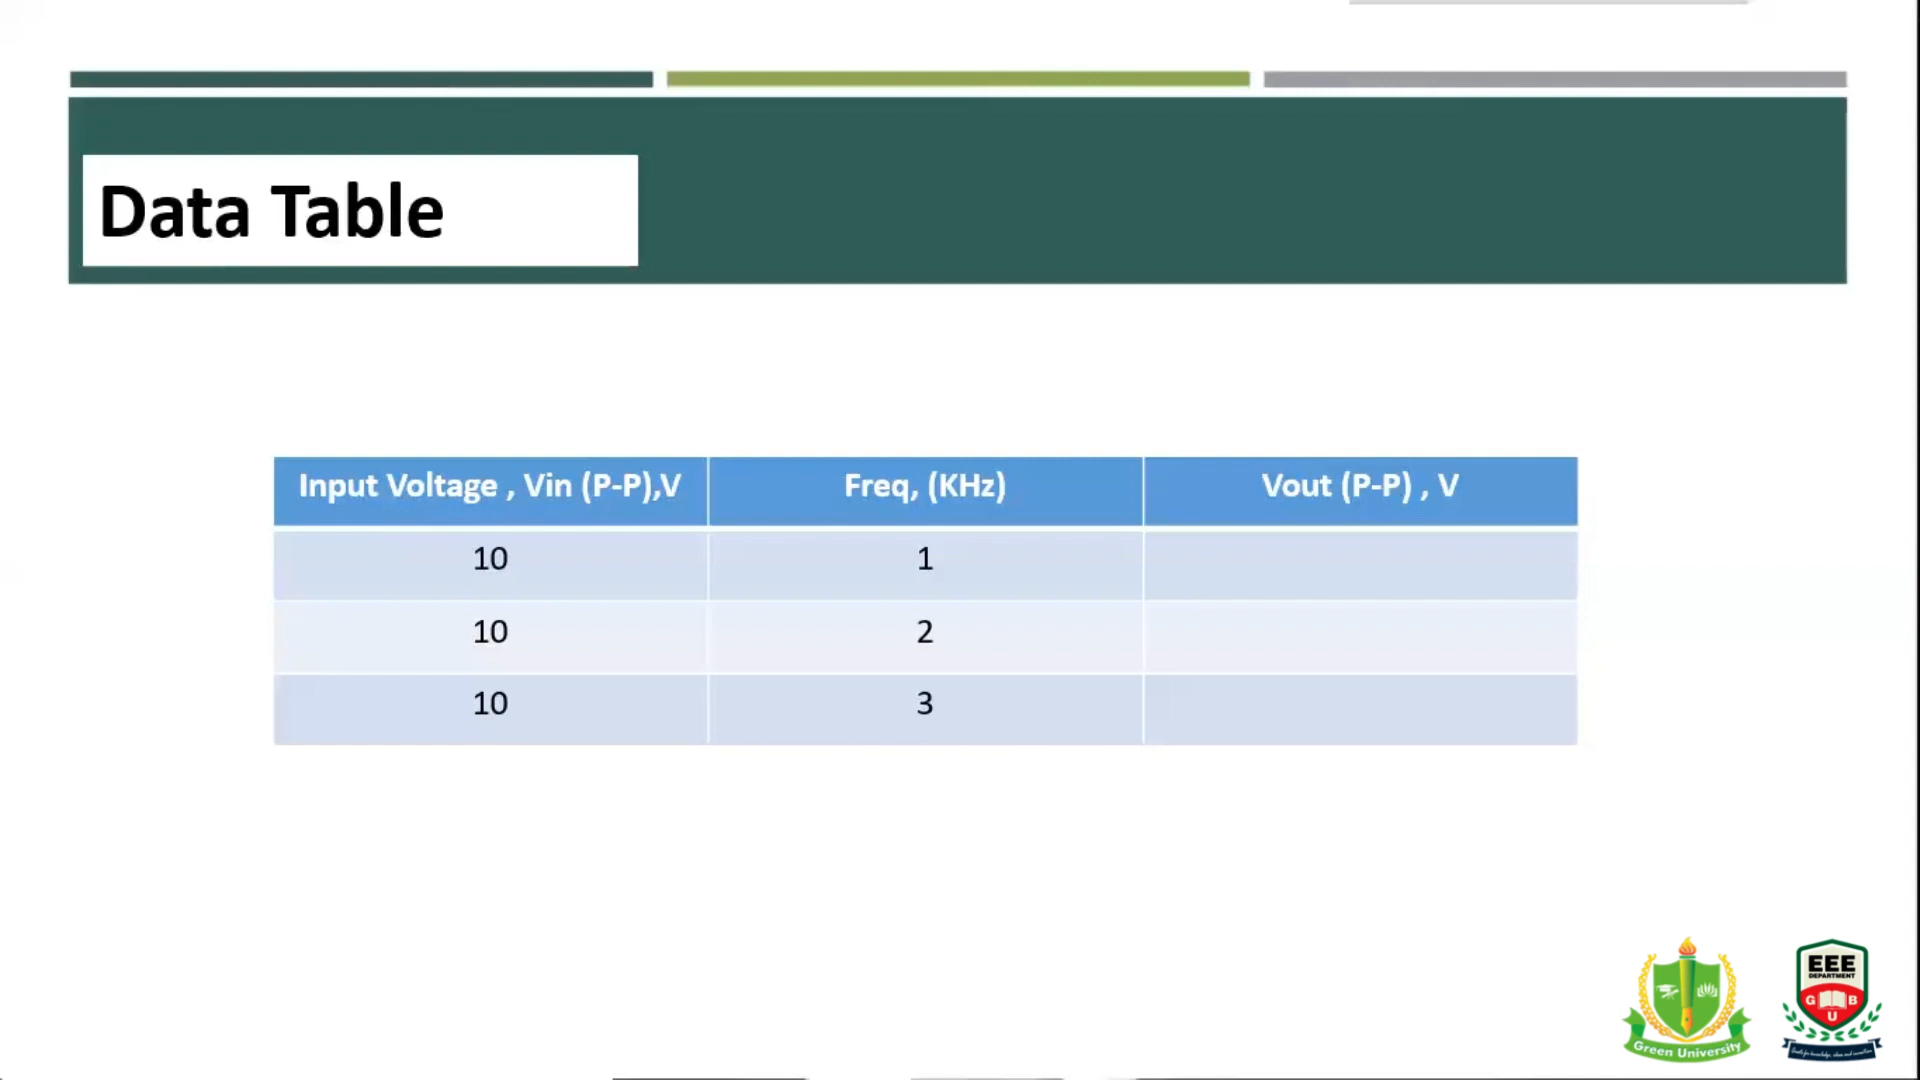 Data Table
Input Voltage , Vin (P-P),V Freq, (KHz) Vout (P-P) , V
10 1
10 2
10 3
EEE
DEPARTMENT
G B
U
Green University